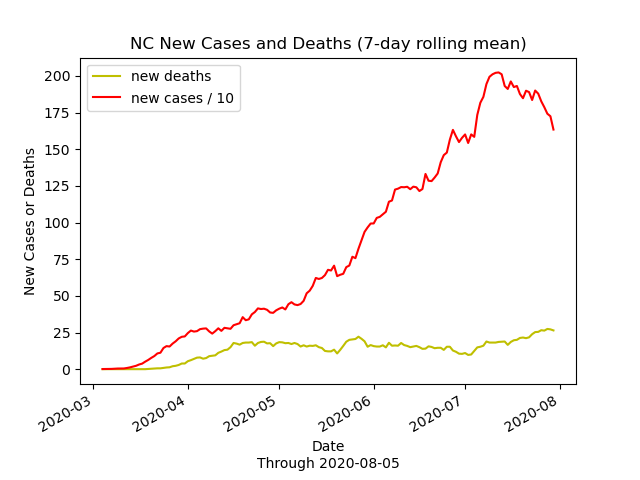 NC New Cases and Deaths (7-day rolling mean)
new deaths
new cases / 10
200
175
150
125
100
75
50
25
0
New Cases or Deaths
2020-03
2020-04
2020-05
2020-06
2020-07
2020-08
Date
Through 2020-08-05